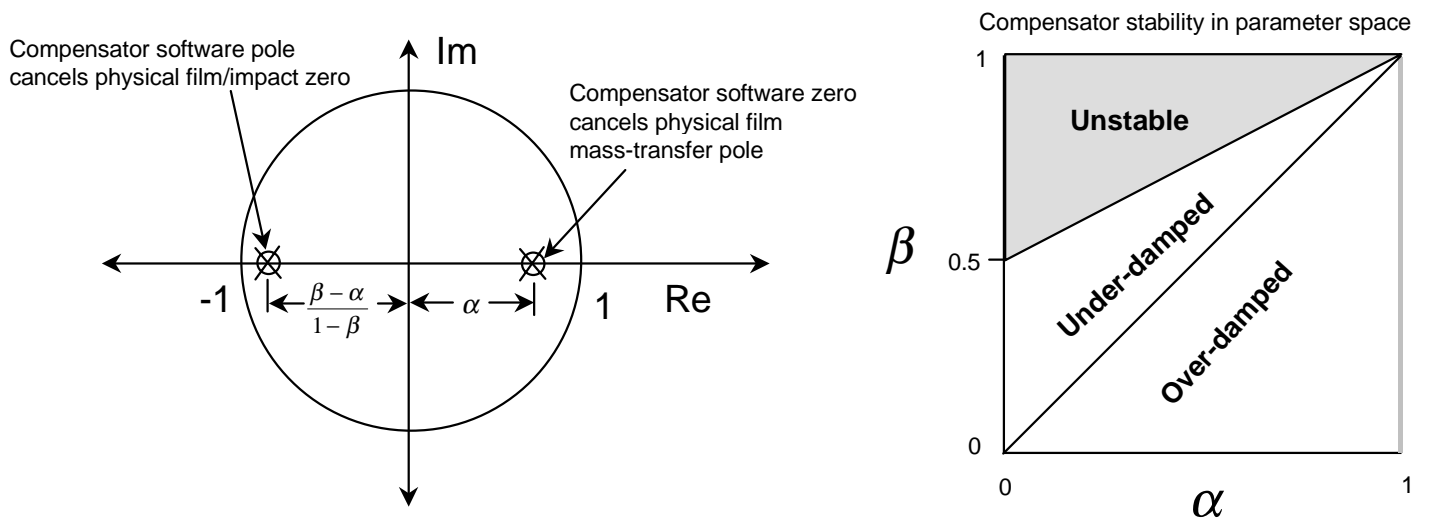 Compensator software pole
cancels physical film/impact zero
Im
Compensator software zero
cancels physical film
mass-transfer pole
-1
β − α
1 − β
α
1
Re
Compensator stability in parameter space
1
Unstable
β
0.5
Under-damped
Over-damped
0
0
α
1